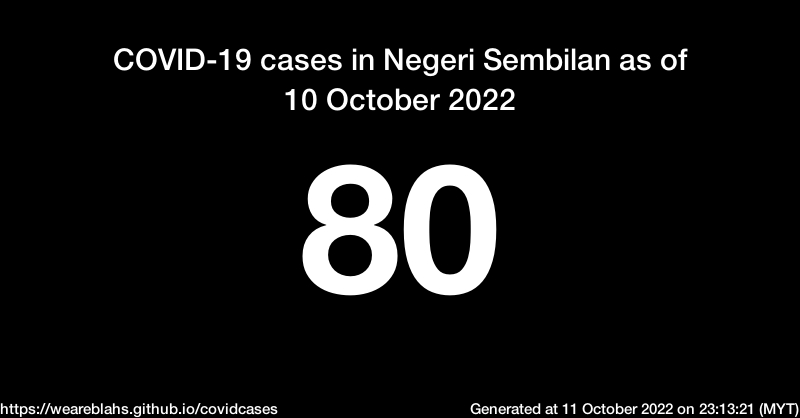 COVID-19 cases in Negeri Sembilan as of
10 October 2022
80
https://weareblahs.github.io/covidcases
Generated at 11 October 2022 on 23:13:21 (MYT)